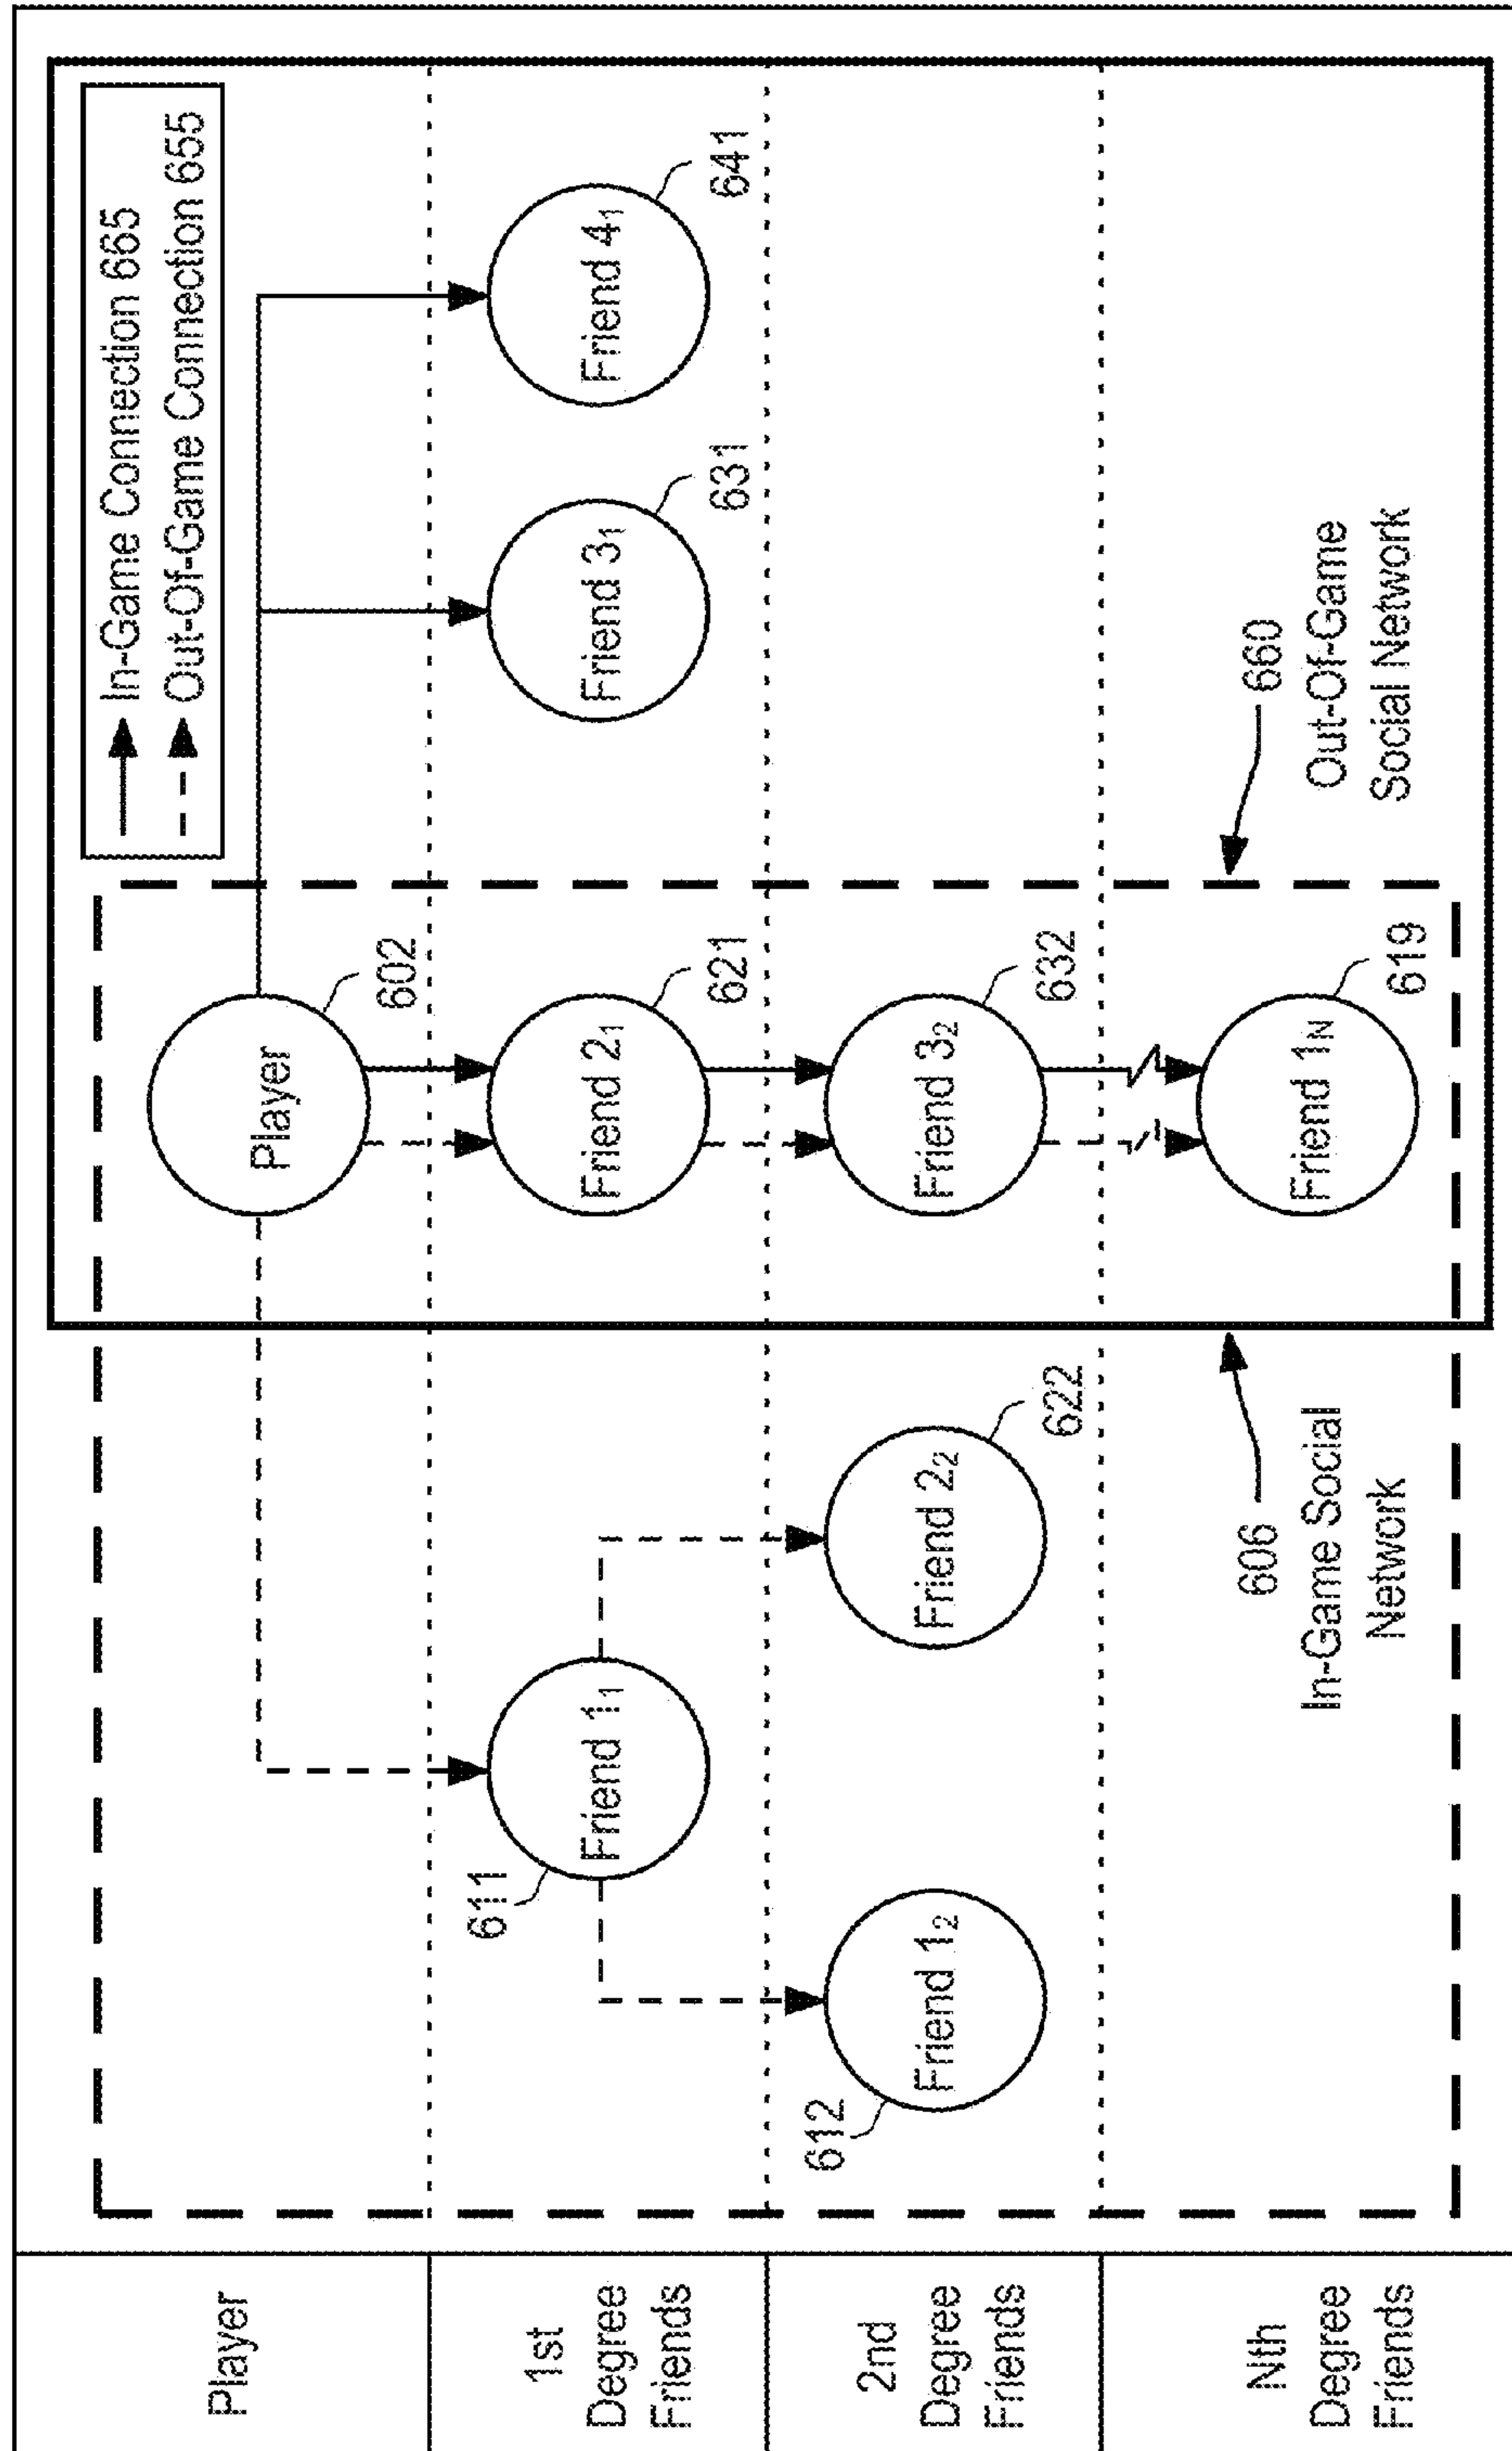 Player
1st
Degree
Friends
2nd
Degree
Friends
Nth
Degree
Friends
In-Game Connection 665
Out-Of-Game Connection 655
Player
602
611
Friend 1₁
Friend 2₁
621
Friend 3₁
631
Friend 4₁
641
612
Friend 1₂
Friend 2₂
622
Friend 3₂
632
606
In-Game Social
Network
Friend 1N
619
660
Out-Of-Game
Social Network